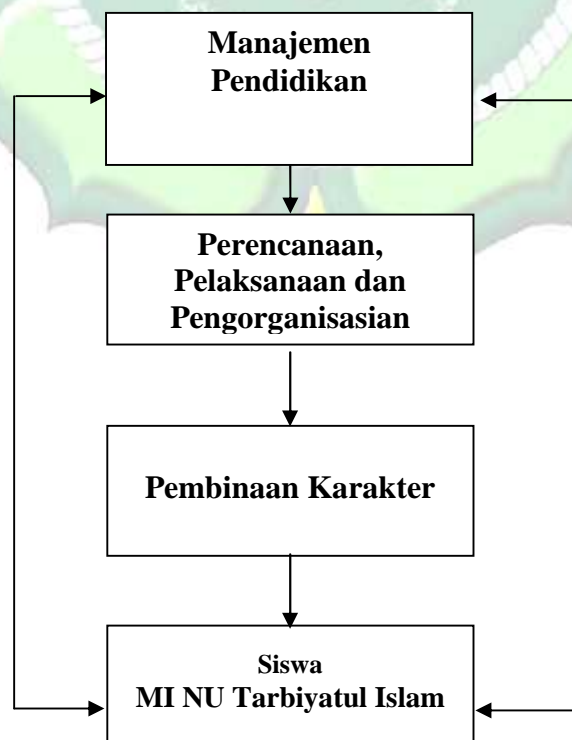 Manajemen
Pendidikan
Perencanaan,
Pelaksanaan dan
Pengorganisasian
Pembinaan Karakter
Siswa
MI NU Tarbiyatul Islam